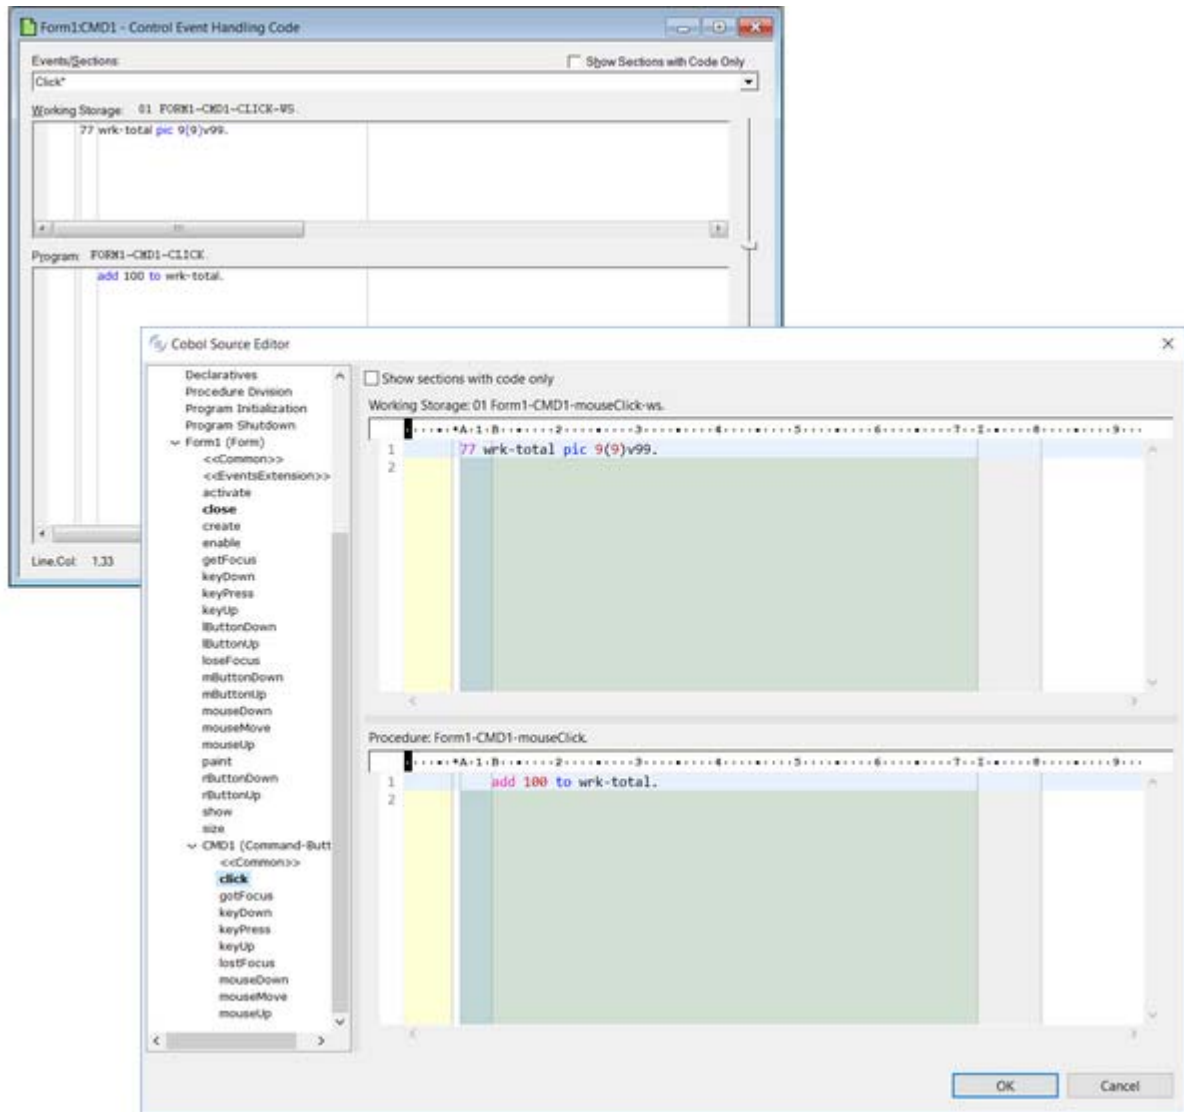 Form1:CMD1 - Control Event Handling Code
Events/Sections:
Show Sections with Code Only
Click*
Working Storage: 01 FORM1-CMD1-CLICK-WS.
77 wrk-total pic 9(9)v99.
Program: FORM1-CMD1-CLICK.
add 100 to wrk-total.
Line.Col: 1.33
Cobol Source Editor
Declaratives
Procedure Division
Program Initialization
Program Shutdown
Form1 (Form)
<<Common>>
<<EventsExtension>>
activate
close
create
enable
getFocus
keyDown
keyPress
keyUp
lButtonDown
lButtonUp
loseFocus
mButtonDown
mButtonUp
mouseDown
mouseMove
mouseUp
paint
rButtonDown
rButtonUp
show
size
CMD1 (Command-Butt
<<Common>>
click
gotFocus
keyDown
keyPress
keyUp
lostFocus
mouseDown
mouseMove
mouseUp
Show sections with code only
Working Storage: 01 Form1-CMD1-mouseClick-ws.
1 77 wrk-total pic 9(9)v99.
2
Procedure: Form1-CMD1-mouseClick.
1 add 100 to wrk-total.
2
OK
Cancel